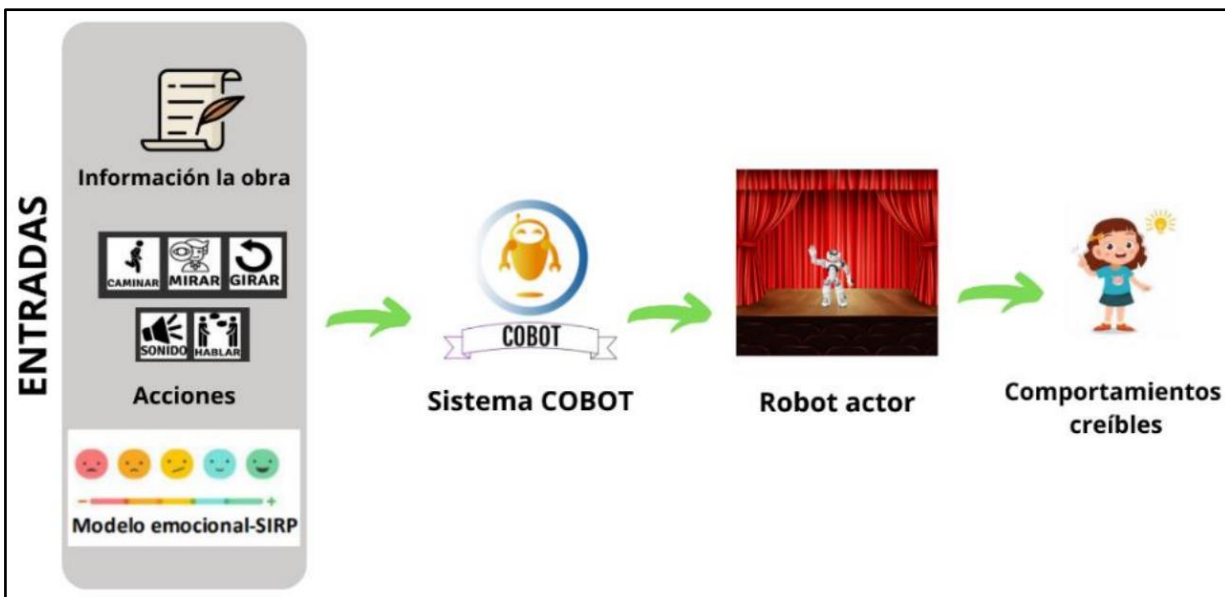 ENTRADAS
Información la obra
CAMINAR MIRAR GIRAR
SONIDO HABLAR
Acciones
- +
Modelo emocional-SIRP
COBOT
Sistema COBOT
Robot actor
Comportamientos
creíbles